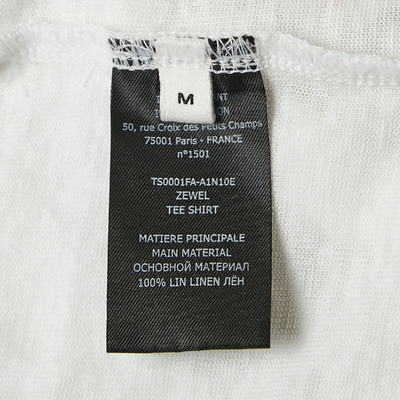 M
50, rue Croix des Petits Champs
75001 Paris - FRANCE
n°1501
TS0001FA-A1N10E
ZEWEL
TEE SHIRT
MATIERE PRINCIPALE
MAIN MATERIAL
ОСНОВНОЙ МАТЕРИАЛ
100% LIN LINEN ЛЁН